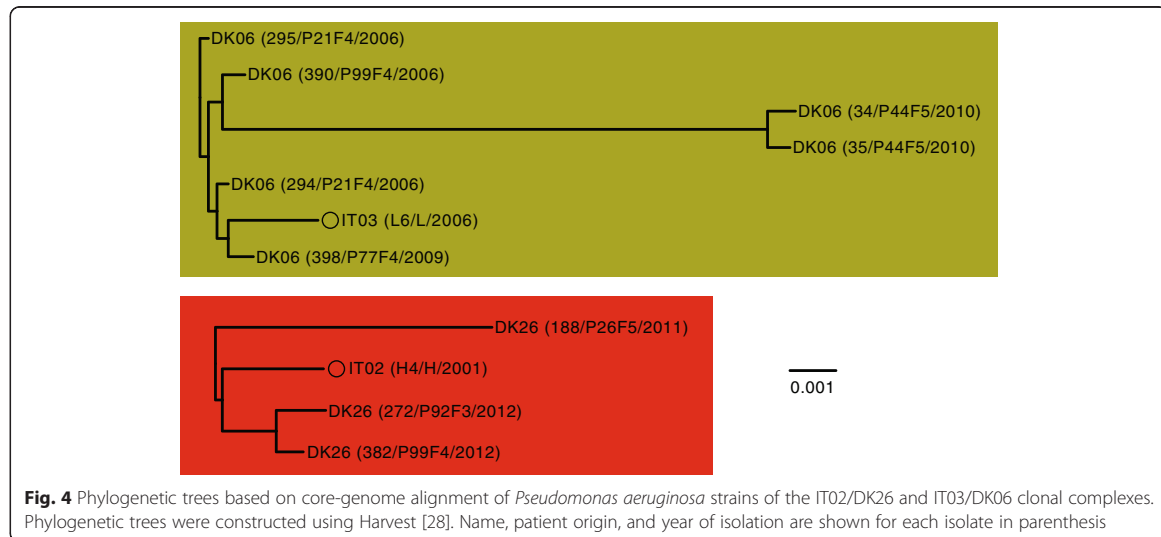 DK06 (295/P21F4/2006)
DK06 (390/P99F4/2006)
DK06 (34/P44F5/2010)
DK06 (35/P44F5/2010)
DK06 (294/P21F4/2006)
IT03 (L6/L/2006)
DK06 (398/P77F4/2009)
DK26 (188/P26F5/2011)
IT02 (H4/H/2001)
DK26 (272/P92F3/2012)
DK26 (382/P99F4/2012)
0.001
Fig. 4 Phylogenetic trees based on core-genome alignment of Pseudomonas aeruginosa strains of the IT02/DK26 and IT03/DK06 clonal complexes.
Phylogenetic trees were constructed using Harvest [28]. Name, patient origin, and year of isolation are shown for each isolate in parenthesis